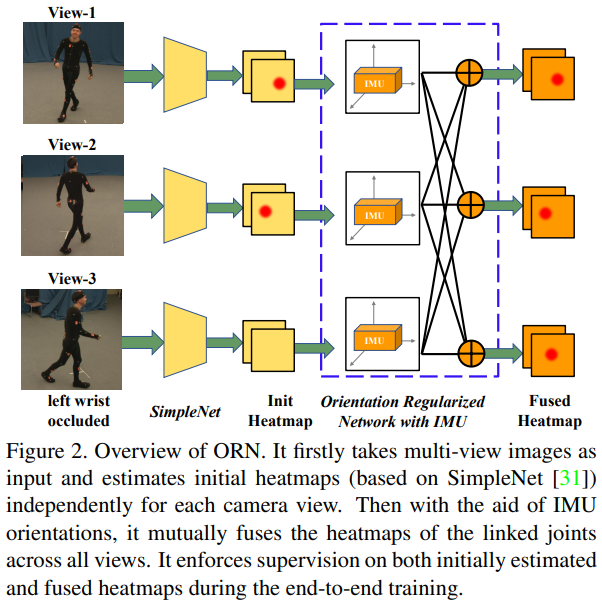 View-1
IMU
View-2
IMU
View-3
IMU
left wrist
occluded
SimpleNet
Init
Heatmap
Orientation Regularized
Network with IMU
Fused
Heatmap
Figure 2. Overview of ORN. It firstly takes multi-view images as
input and estimates initial heatmaps (based on SimpleNet [31])
independently for each camera view. Then with the aid of IMU
orientations, it mutually fuses the heatmaps of the linked joints
across all views. It enforces supervision on both initially estimated
and fused heatmaps during the end-to-end training.